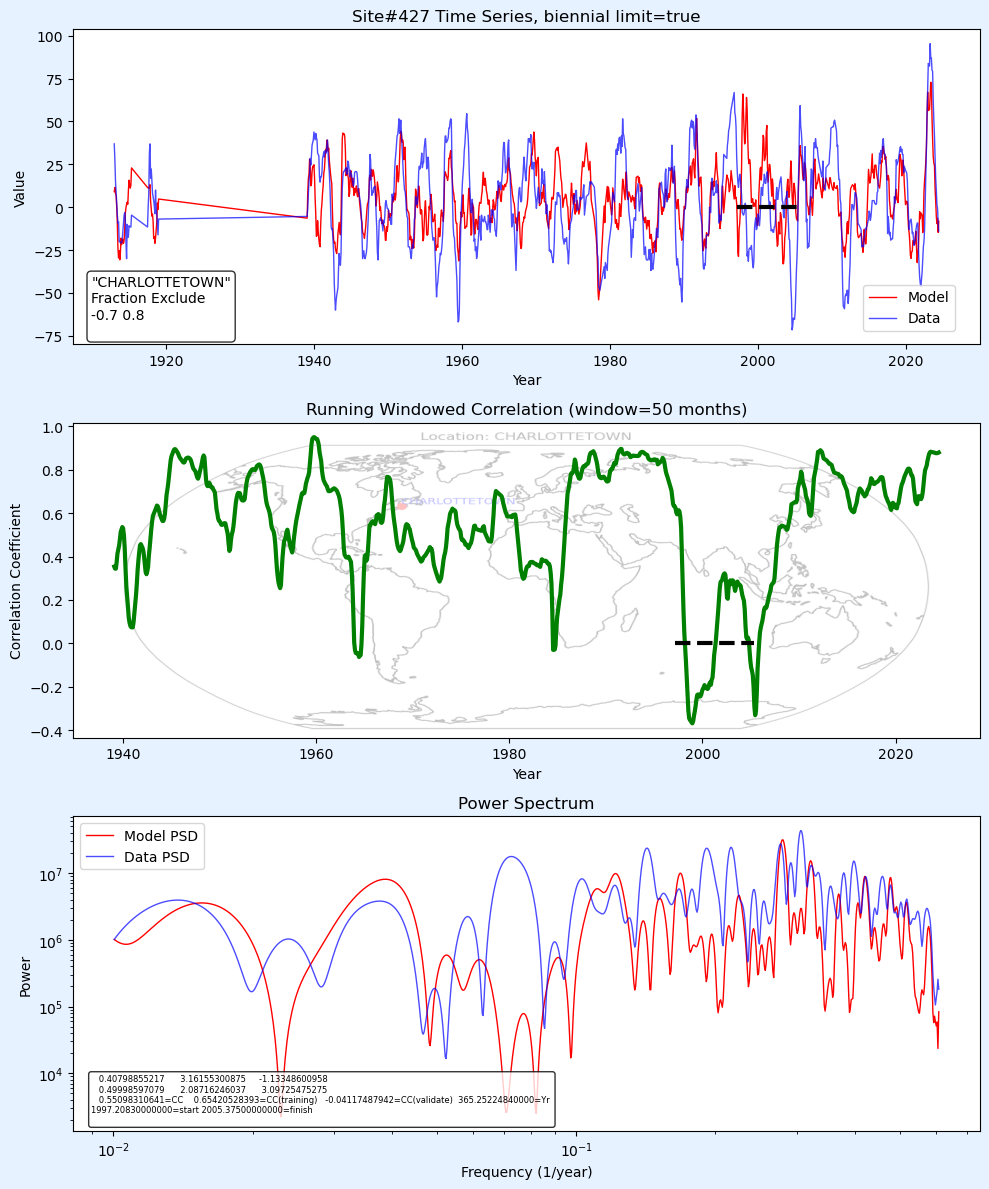 Site#427 Time Series, biennial limit=true
100
75
50
25
0
−25
−50
−75
Value
"CHARLOTTETOWN"
Fraction Exclude
-0.7 0.8
Model
Data
1920 1940 1960 1980 2000 2020
Year
Running Windowed Correlation (window=50 months)
Location: CHARLOTTETOWN
CHARLOTTETOWN
1.0
0.8
0.6
0.4
0.2
0.0
−0.2
−0.4
Correlation Coefficient
1940 1960 1980 2000 2020
Year
Power Spectrum
Model PSD
Data PSD
10⁷
10⁶
10⁵
10⁴
Power
0.40798855217 3.16155300875 -1.13348600958
0.49998597079 2.08716246037 3.09725475275
0.55098310641=CC 0.65420528393=CC(training) -0.04117487942=CC(validate) 365.25224840000=Yr
1997.20830000000=start 2005.37500000000=finish
10⁻² 10⁻¹
Frequency (1/year)